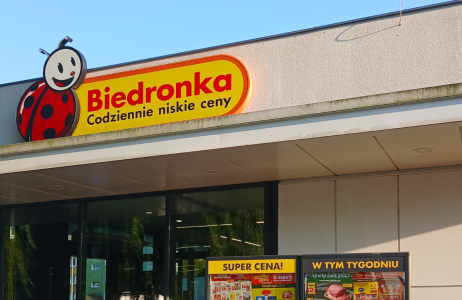 Biedronka
Codziennie niskie ceny
SUPER CENA!
W TYM TYGODNIU